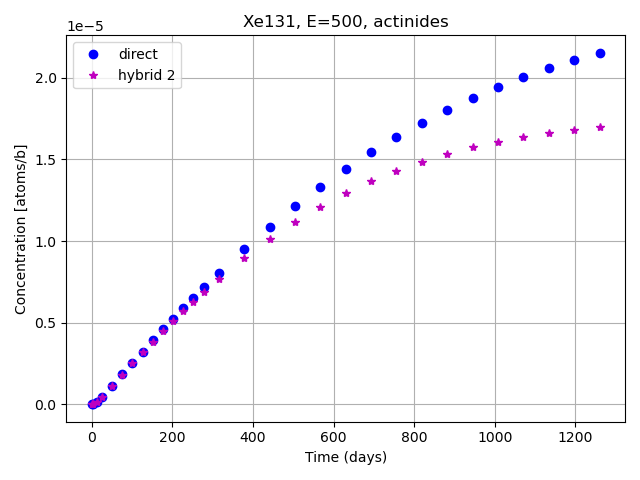 Xe131, E=500, actinides
1e−5
direct
hybrid 2
2.0
1.5
1.0
0.5
0.0
Concentration [atoms/b]
0 200 400 600 800 1000 1200
Time (days)